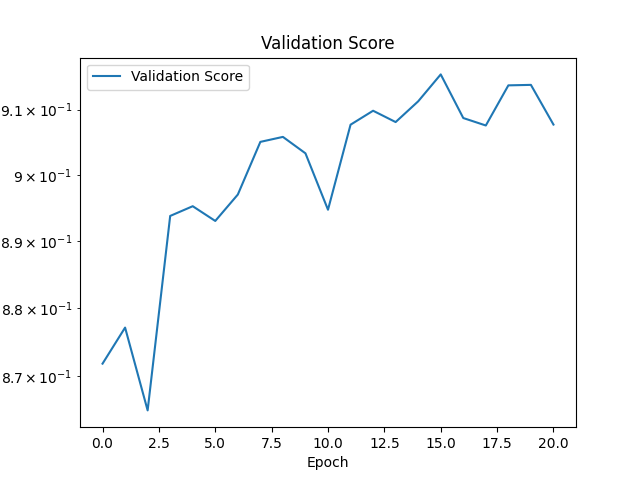 Validation Score
Validation Score
9.1 × 10⁻¹
9 × 10⁻¹
8.9 × 10⁻¹
8.8 × 10⁻¹
8.7 × 10⁻¹
0.0 2.5 5.0 7.5 10.0 12.5 15.0 17.5 20.0
Epoch